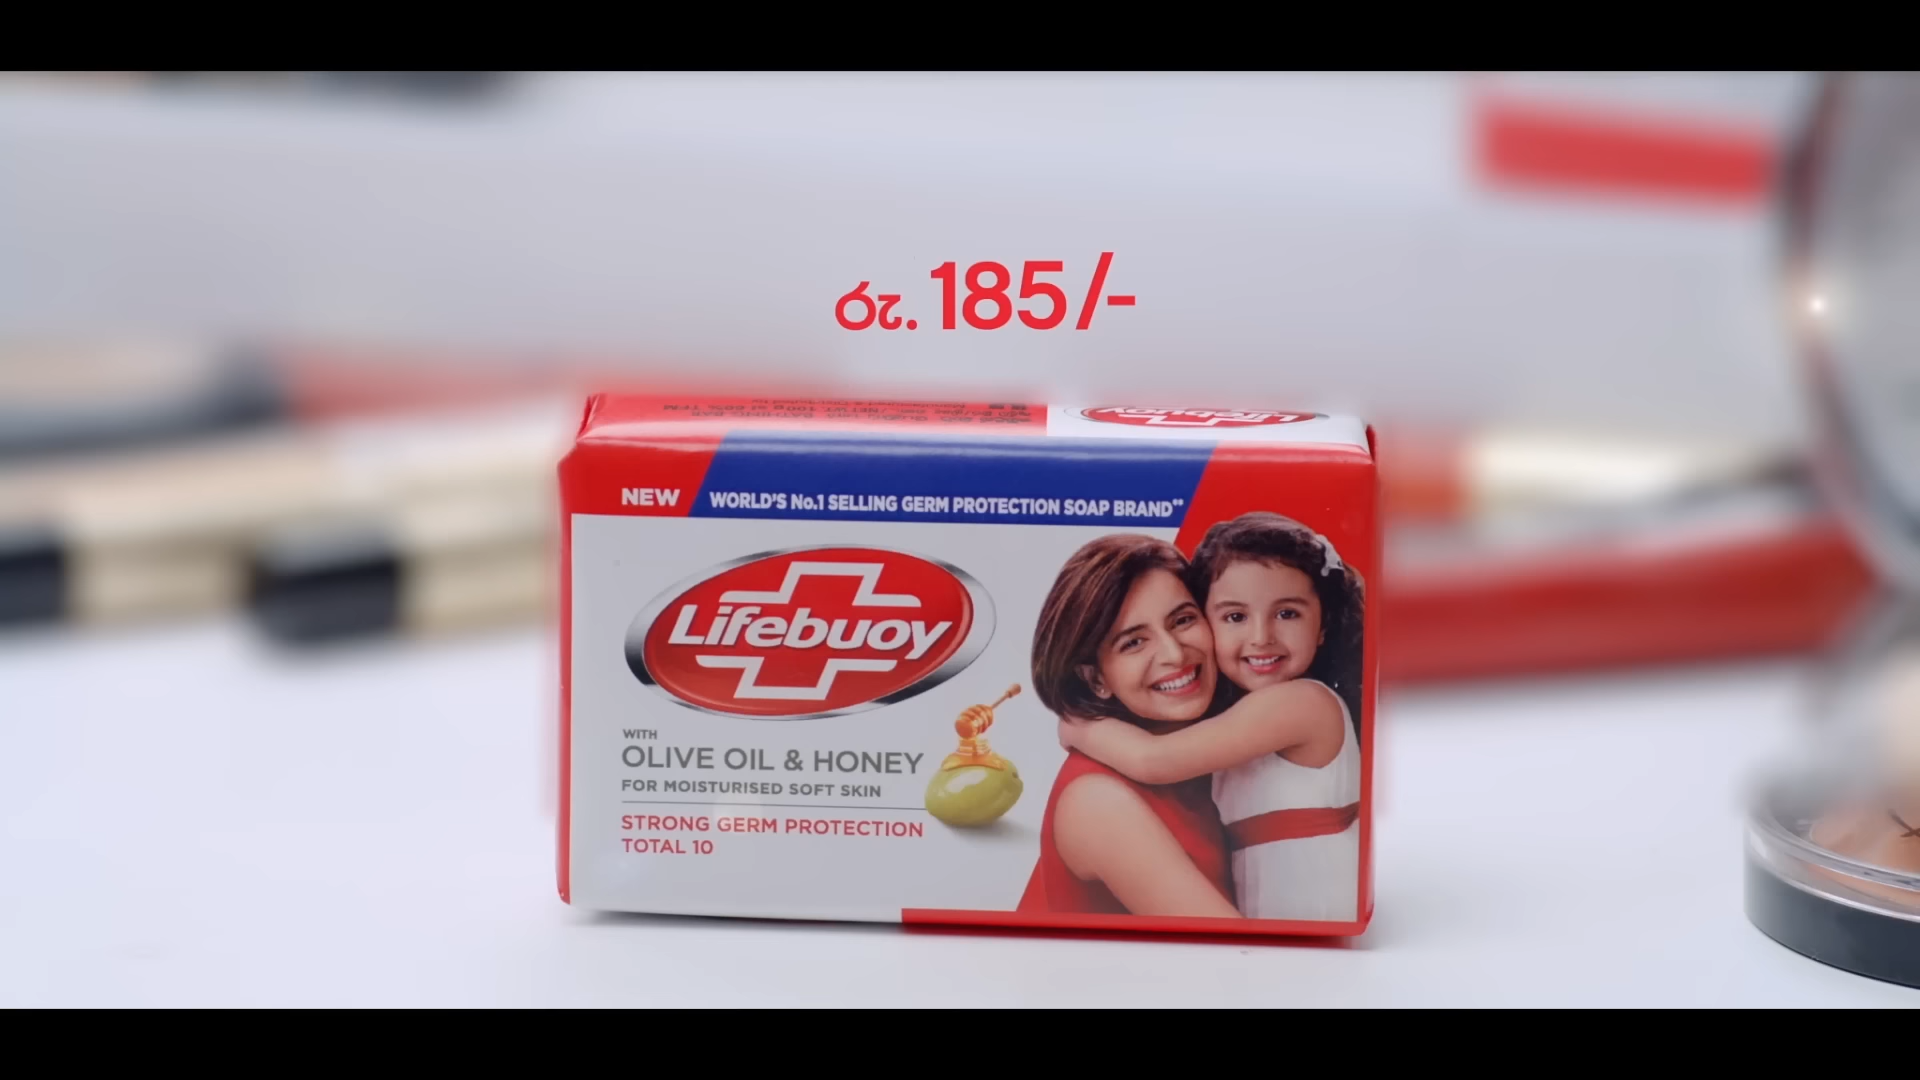 රු. 185/-
Lifebuoy
NEW
WORLD'S No.1 SELLING GERM PROTECTION SOAP BRAND**
Lifebuoy
WITH
OLIVE OIL & HONEY
FOR MOISTURISED SOFT SKIN
STRONG GERM PROTECTION
TOTAL 10